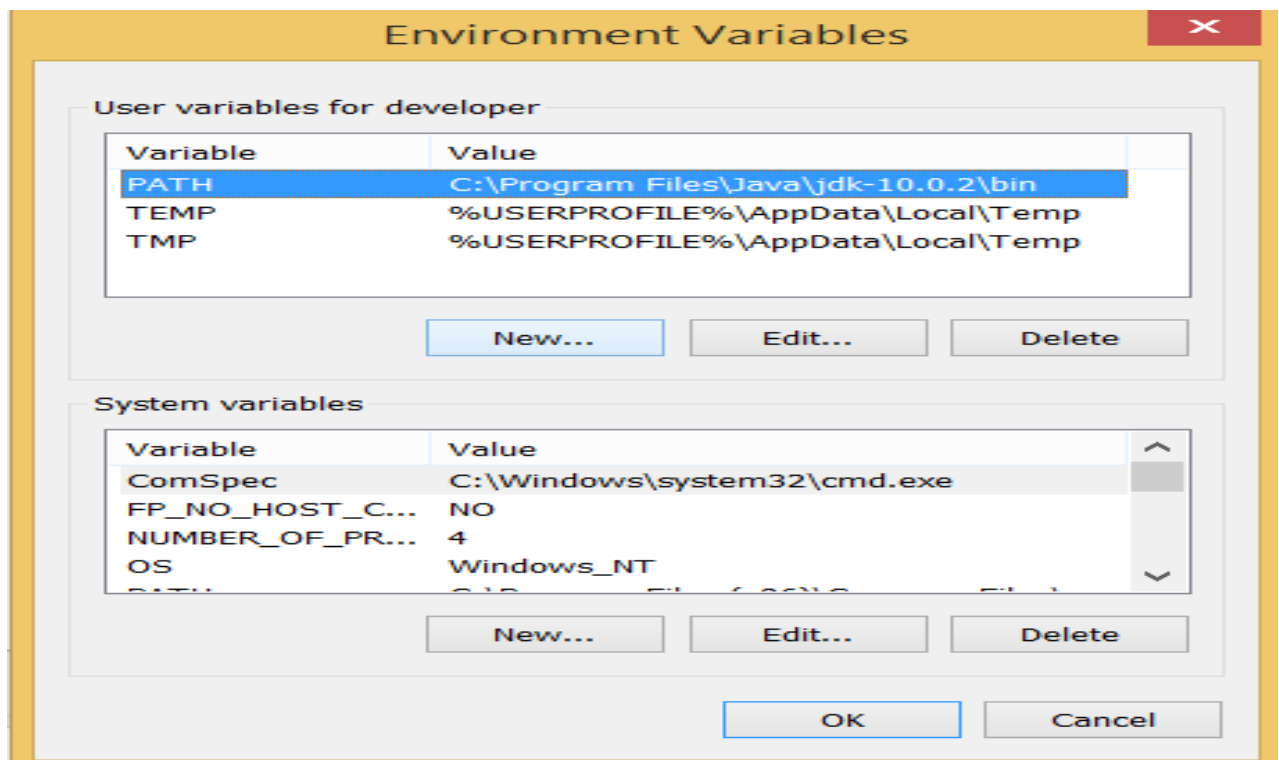 Environment Variables
User variables for developer
Variable Value
PATH C:\Program Files\Java\jdk-10.0.2\bin
TEMP %USERPROFILE%\AppData\Local\Temp
TMP %USERPROFILE%\AppData\Local\Temp
New... Edit... Delete
System variables
Variable Value
ComSpec C:\Windows\system32\cmd.exe
FP_NO_HOST_C... NO
NUMBER_OF_PR... 4
OS Windows_NT
New... Edit... Delete
OK Cancel